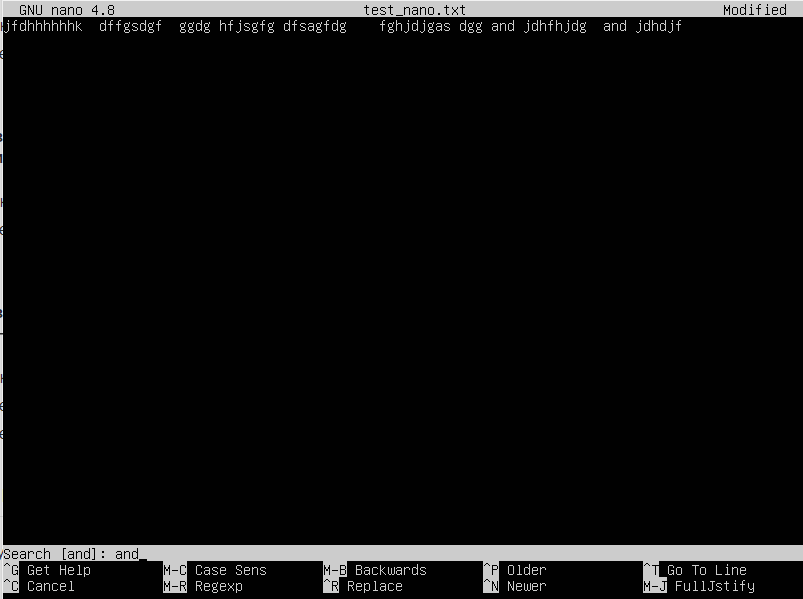 GNU nano 4.8 test_nano.txt Modified
jfdhhhhhhk  dffgsdgf  ggdg hfjsgfg dfsagfdg    fghjdjgas dgg and jdhfhjdg  and jdhdjf
Search [and]: and_
^G Get Help M-C Case Sens M-B Backwards ^P Older ^T Go To Line
^C Cancel M-R Regexp ^R Replace ^N Newer M-J FullJstify